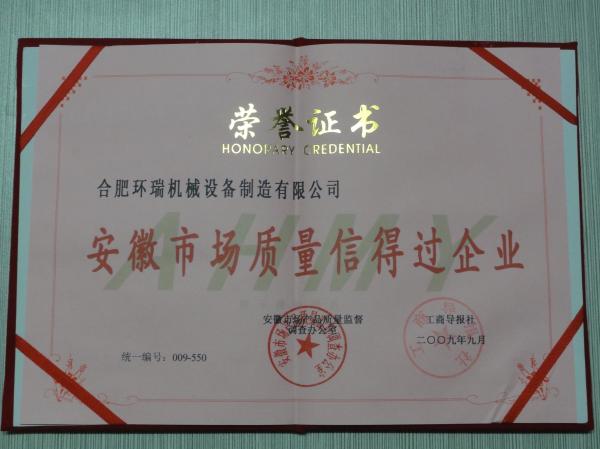 荣誉证书
HONORARY CREDENTIAL
合肥环瑞机械设备制造有限公司
AHMY
安徽市场质量信得过企业
安徽市场产品质量监督
调查办公室
工商导报社
二〇〇九年九月
统一编号：009-550